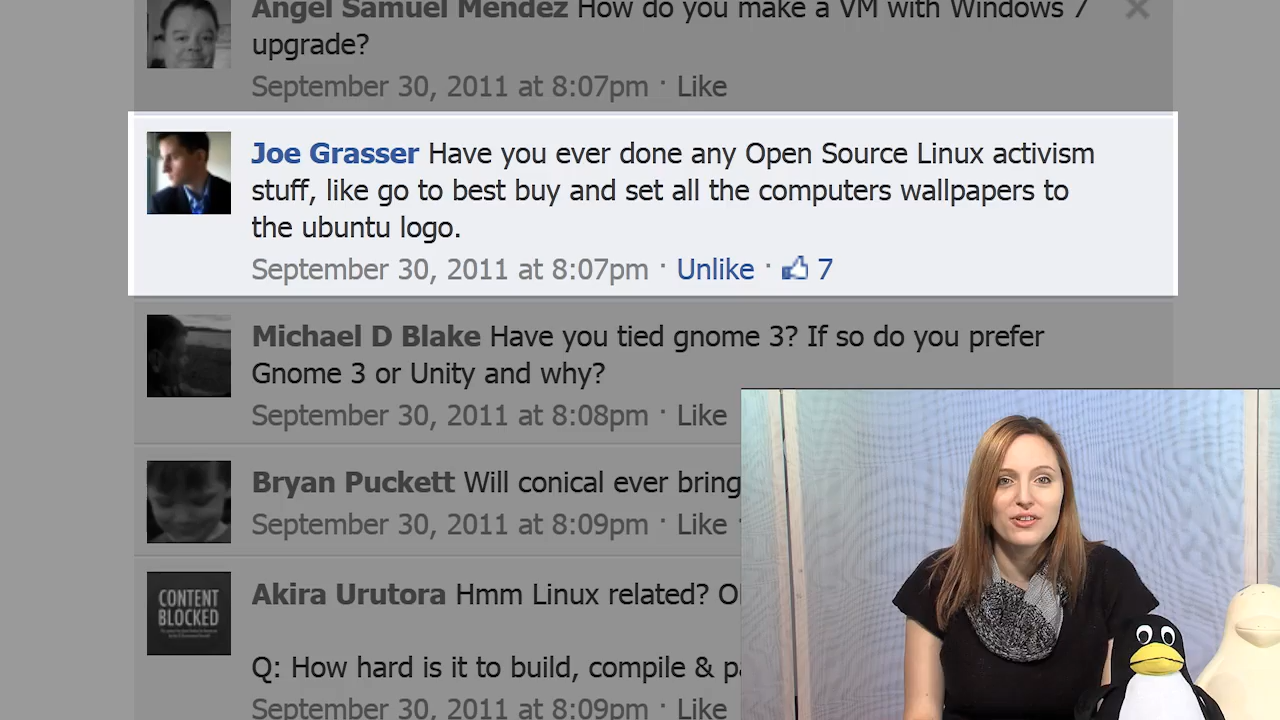 Angel Samuel Mendez How do you make a VM with Windows 7
upgrade?
September 30, 2011 at 8:07pm · Like
Joe Grasser Have you ever done any Open Source Linux activism
stuff, like go to best buy and set all the computers wallpapers to
the ubuntu logo.
September 30, 2011 at 8:07pm · Unlike · 7
Michael D Blake Have you tied gnome 3? If so do you prefer
Gnome 3 or Unity and why?
September 30, 2011 at 8:08pm · Like
Bryan Puckett Will conical ever bring
September 30, 2011 at 8:09pm · Like ·
CONTENT
BLOCKED
Akira Urutora Hmm Linux related?
Q: How hard is it to build, compile &
September 30, 2011 at 8:09pm · Like